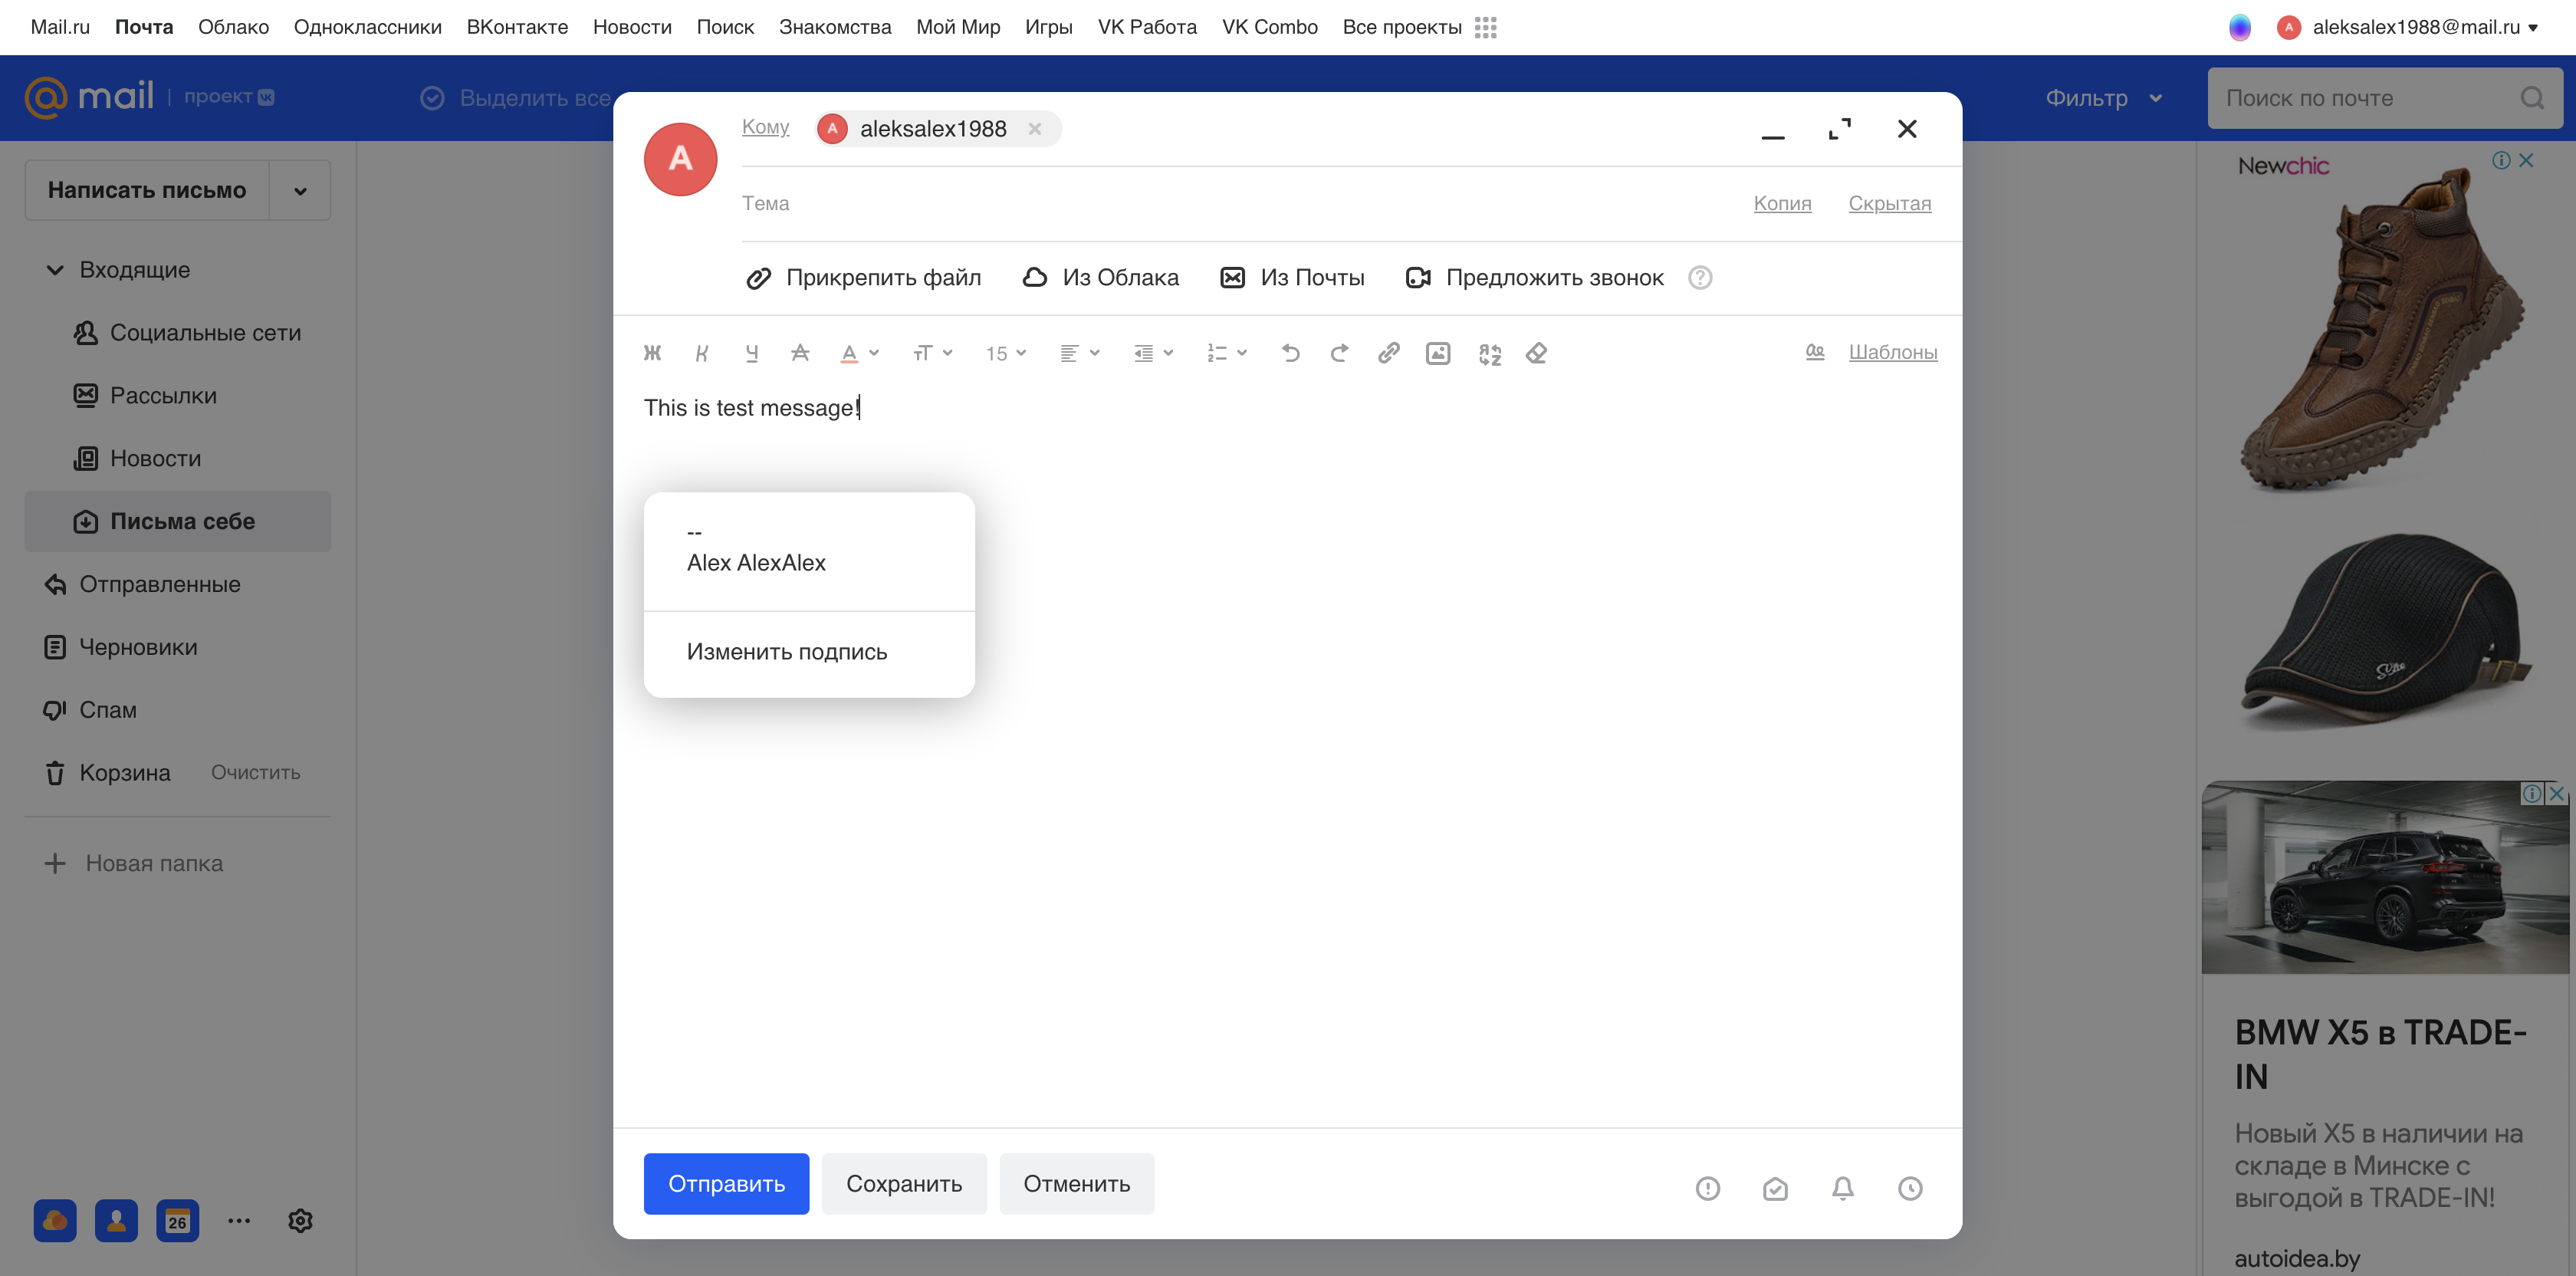 Mail.ru Почта Облако Одноклассники ВКонтакте Новости Поиск Знакомства Мой Мир Игры VK Работа VK Combo Все проекты
A aleksalex1988@mail.ru
@mail | проект VK
Выделить все
Фильтр
Поиск по почте
Написать письмо
Входящие
Социальные сети
Рассылки
Новости
Письма себе
Отправленные
Черновики
Спам
Корзина Очистить
Новая папка
26
A
Кому A aleksalex1988
Тема
Копия Скрытая
Прикрепить файл Из Облака Из Почты Предложить звонок ?
Ж К Ч A A тТ 15
Шаблоны
This is test message!
--
Alex AlexAlex
Изменить подпись
Отправить Сохранить Отменить
Newchic
BMW X5 в TRADE-
IN
Новый X5 в наличии на
складе в Минске с
выгодой в TRADE-IN!
autoidea.by